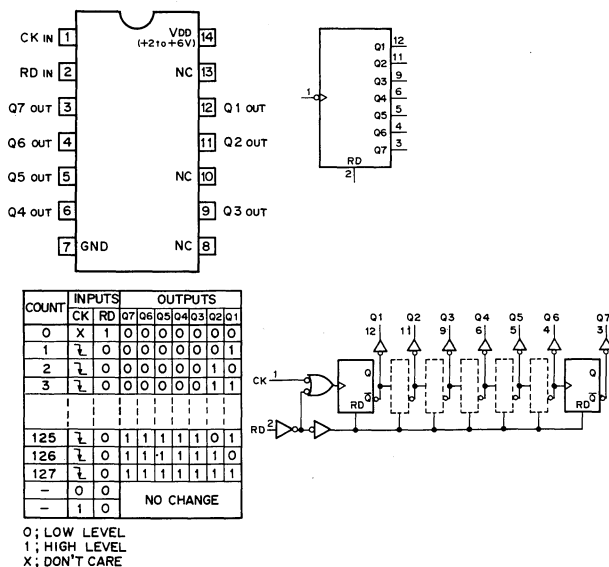 CK IN 1
RD IN 2
Q7 OUT 3
Q6 OUT 4
Q5 OUT 5
Q4 OUT 6
7 GND
VDD 14
(+2 to +6V)
NC 13
12 Q1 OUT
11 Q2 OUT
NC 10
9 Q3 OUT
NC 8
1
Q1 12
Q2 11
Q3 9
Q4 6
Q5 5
Q6 4
Q7 3
RD
2
COUNT INPUTS OUTPUTS
CK RD Q7 Q6 Q5 Q4 Q3 Q2 Q1
0 X 1 0 0 0 0 0 0 0
1 0 0 0 0 0 0 0 1
2 0 0 0 0 0 0 1 0
3 0 0 0 0 0 0 1 1
125 0 1 1 1 1 1 0 1
126 0 1 1 1 1 1 1 0
127 0 1 1 1 1 1 1 1
– 0 0 NO CHANGE
– 1 0
0 ; LOW LEVEL
1 ; HIGH LEVEL
X ; DON'T CARE
Q1 Q2 Q3 Q4 Q5 Q6 Q7
12 11 9 6 5 4 3
CK 1
Q Q
Q̅ Q̅
RD RD
RD 2